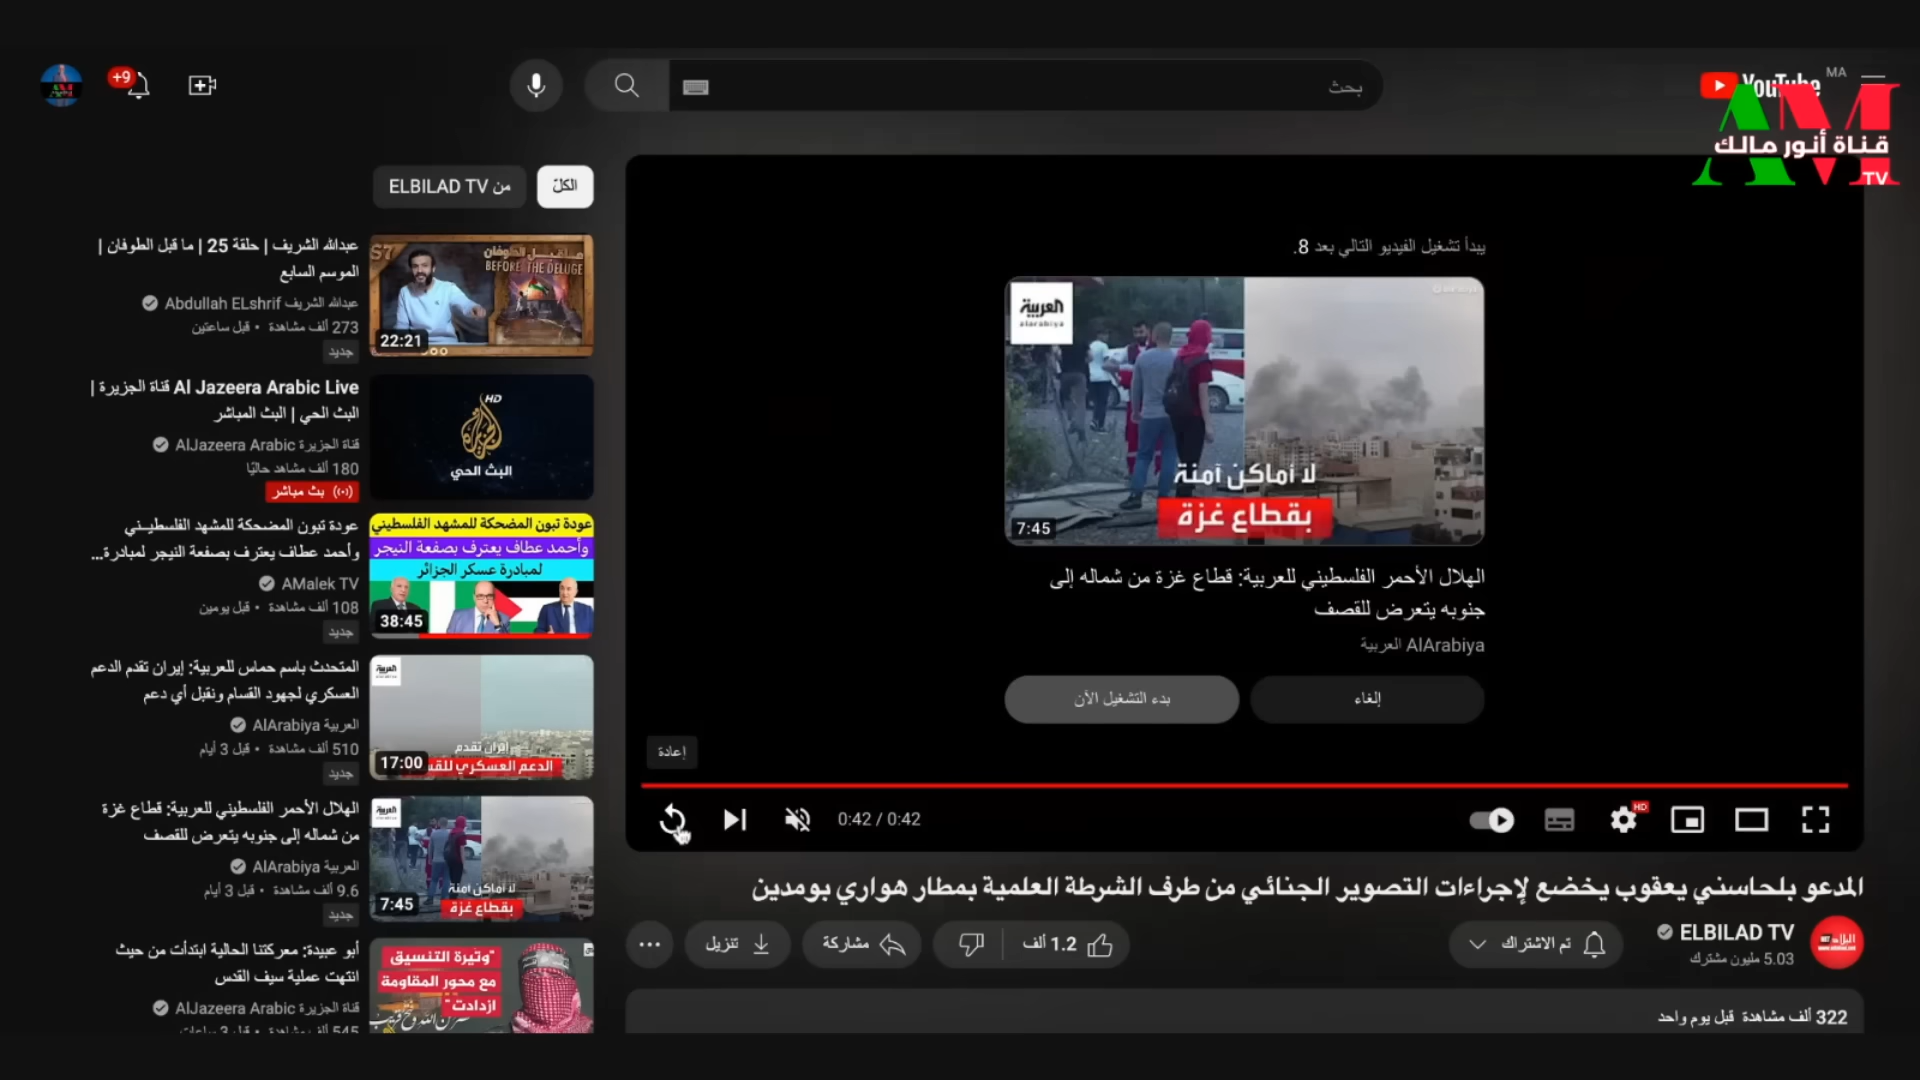 +9
بحث
YouTube MA
قناة أنور مالك
TV
الكلّ
من ELBILAD TV
عبدالله الشريف | حلقة 25 | ما قبل الطوفان |
الموسم السابع
عبدالله الشريف Abdullah ELshrif
273 ألف مشاهدة • قبل ساعتين
جديد
S7
BEFORE THE DELUGE
22:21
Al Jazeera Arabic Live قناة الجزيرة |
البث الحي | البث المباشر
قناة الجزيرة AlJazeera Arabic
180 ألف مشاهد حاليًا
بث مباشر
HD
البث الحي
عودة تبون المضحكة للمشهد الفلسطيني
وأحمد عطاف يعترف بصفعة النيجر لمبادرة...
AMalek TV
108 ألف مشاهدة • قبل يومين
جديد
عودة تبون المضحكة للمشهد الفلسطيني
وأحمد عطاف يعترف بصفعة النيجر
لمبادرة عسكر الجزائر
38:45
المتحدث باسم حماس للعربية: إيران تقدم الدعم
العسكري لجهود القسام ونقبل أي دعم
العربية AlArabiya
510 ألف مشاهدة • قبل 3 أيام
جديد
العربية
إيران تقدم
الدعم العسكري
17:00
الهلال الأحمر الفلسطيني للعربية: قطاع غزة
من شماله إلى جنوبه يتعرض للقصف
العربية AlArabiya
9,6 ألف مشاهدة • قبل 3 أيام
جديد
العربية
لا أماكن آمنة
بقطاع غزة
7:45
أبو عبيدة: معركتنا الحالية ابتدأت من حيث
انتهت عملية سيف القدس
قناة الجزيرة AlJazeera Arabic
545 ألف مشاهدة • قبل 3 ساعات
"وتيرة التنسيق
مع محور المقاومة
ازدادت"
يبدأ تشغيل الفيديو التالي بعد 8.
العربية
alarabiya
لا أماكن آمنة
بقطاع غزة
7:45
الهلال الأحمر الفلسطيني للعربية: قطاع غزة من شماله إلى
جنوبه يتعرض للقصف
AlArabiya العربية
إلغاء
بدء التشغيل الآن
إعادة
0:42 / 0:42
HD
المدعو بلحاسني يعقوب يخضع لإجراءات التصوير الجنائي من طرف الشرطة العلمية بمطار هواري بومدين
ELBILAD TV
5.03 مليون مشترك
تم الاشتراك
1.2 ألف
مشاركة
تنزيل
322 ألف مشاهدة قبل يوم واحد